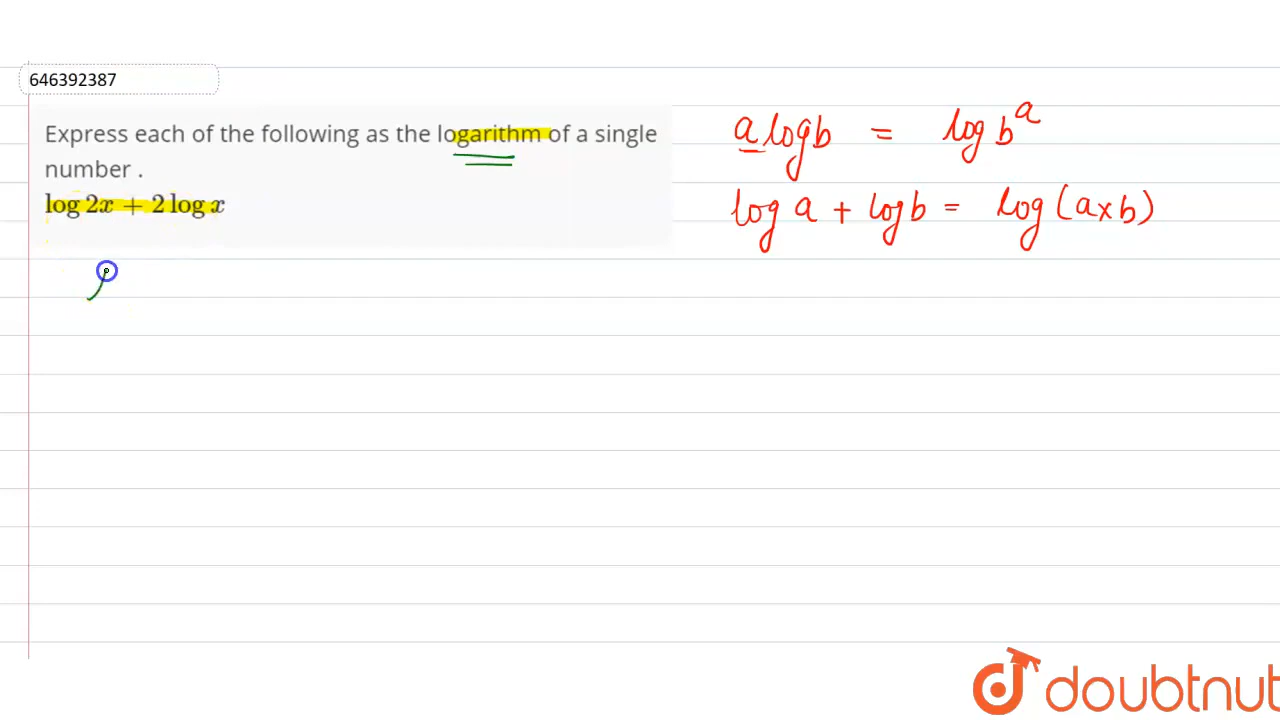 646392387
Express each of the following as the logarithm of a single
number .
log 2x + 2 log x
a log b = log b^a
log a + log b = log (a×b)
doubtnut